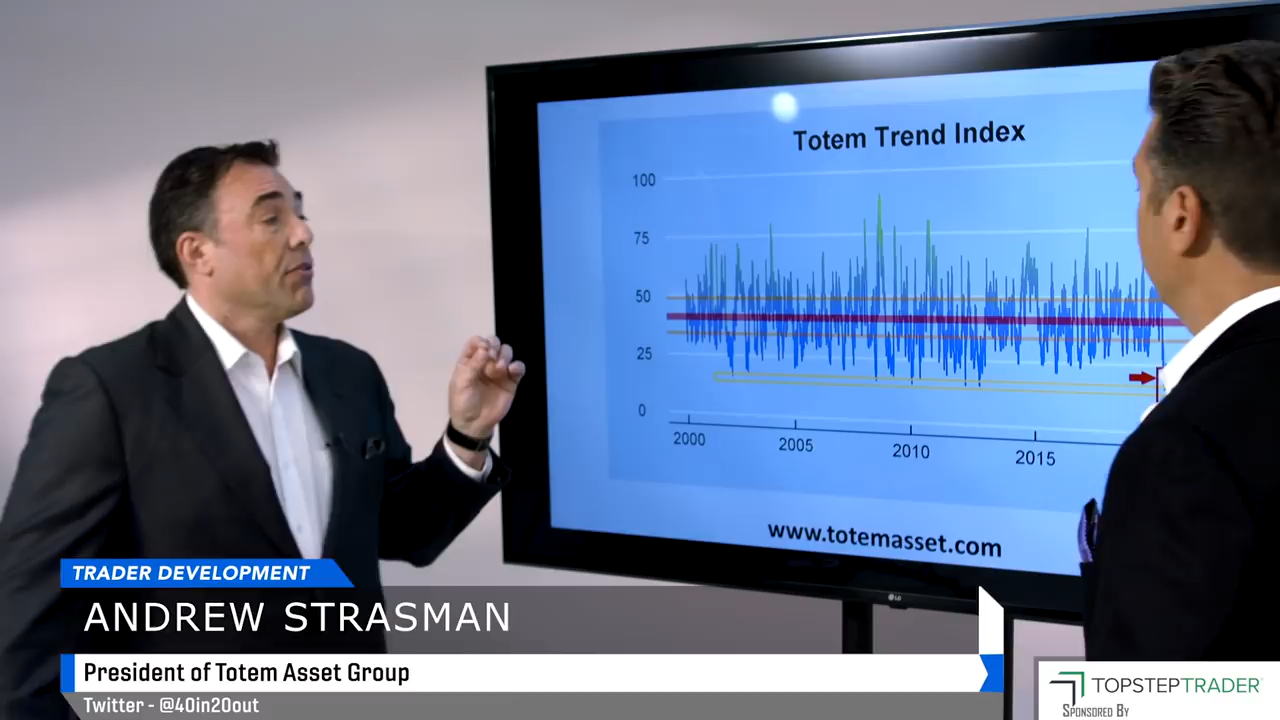 Totem Trend Index
100
75
50
25
0
2000 2005 2010 2015
www.totemasset.com
LG
TRADER DEVELOPMENT
ANDREW STRASMAN
President of Totem Asset Group
Twitter - @40in20out
TOPSTEPTRADER
SPONSORED BY